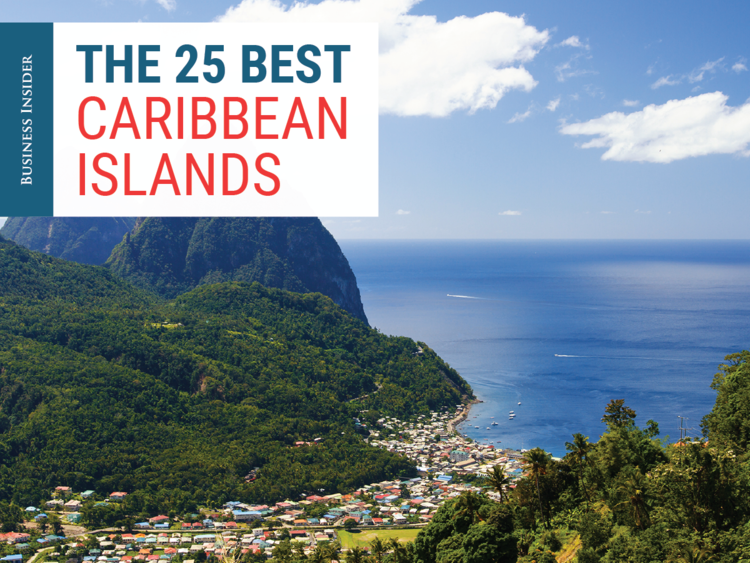 BUSINESS INSIDER
THE 25 BEST
CARIBBEAN
ISLANDS